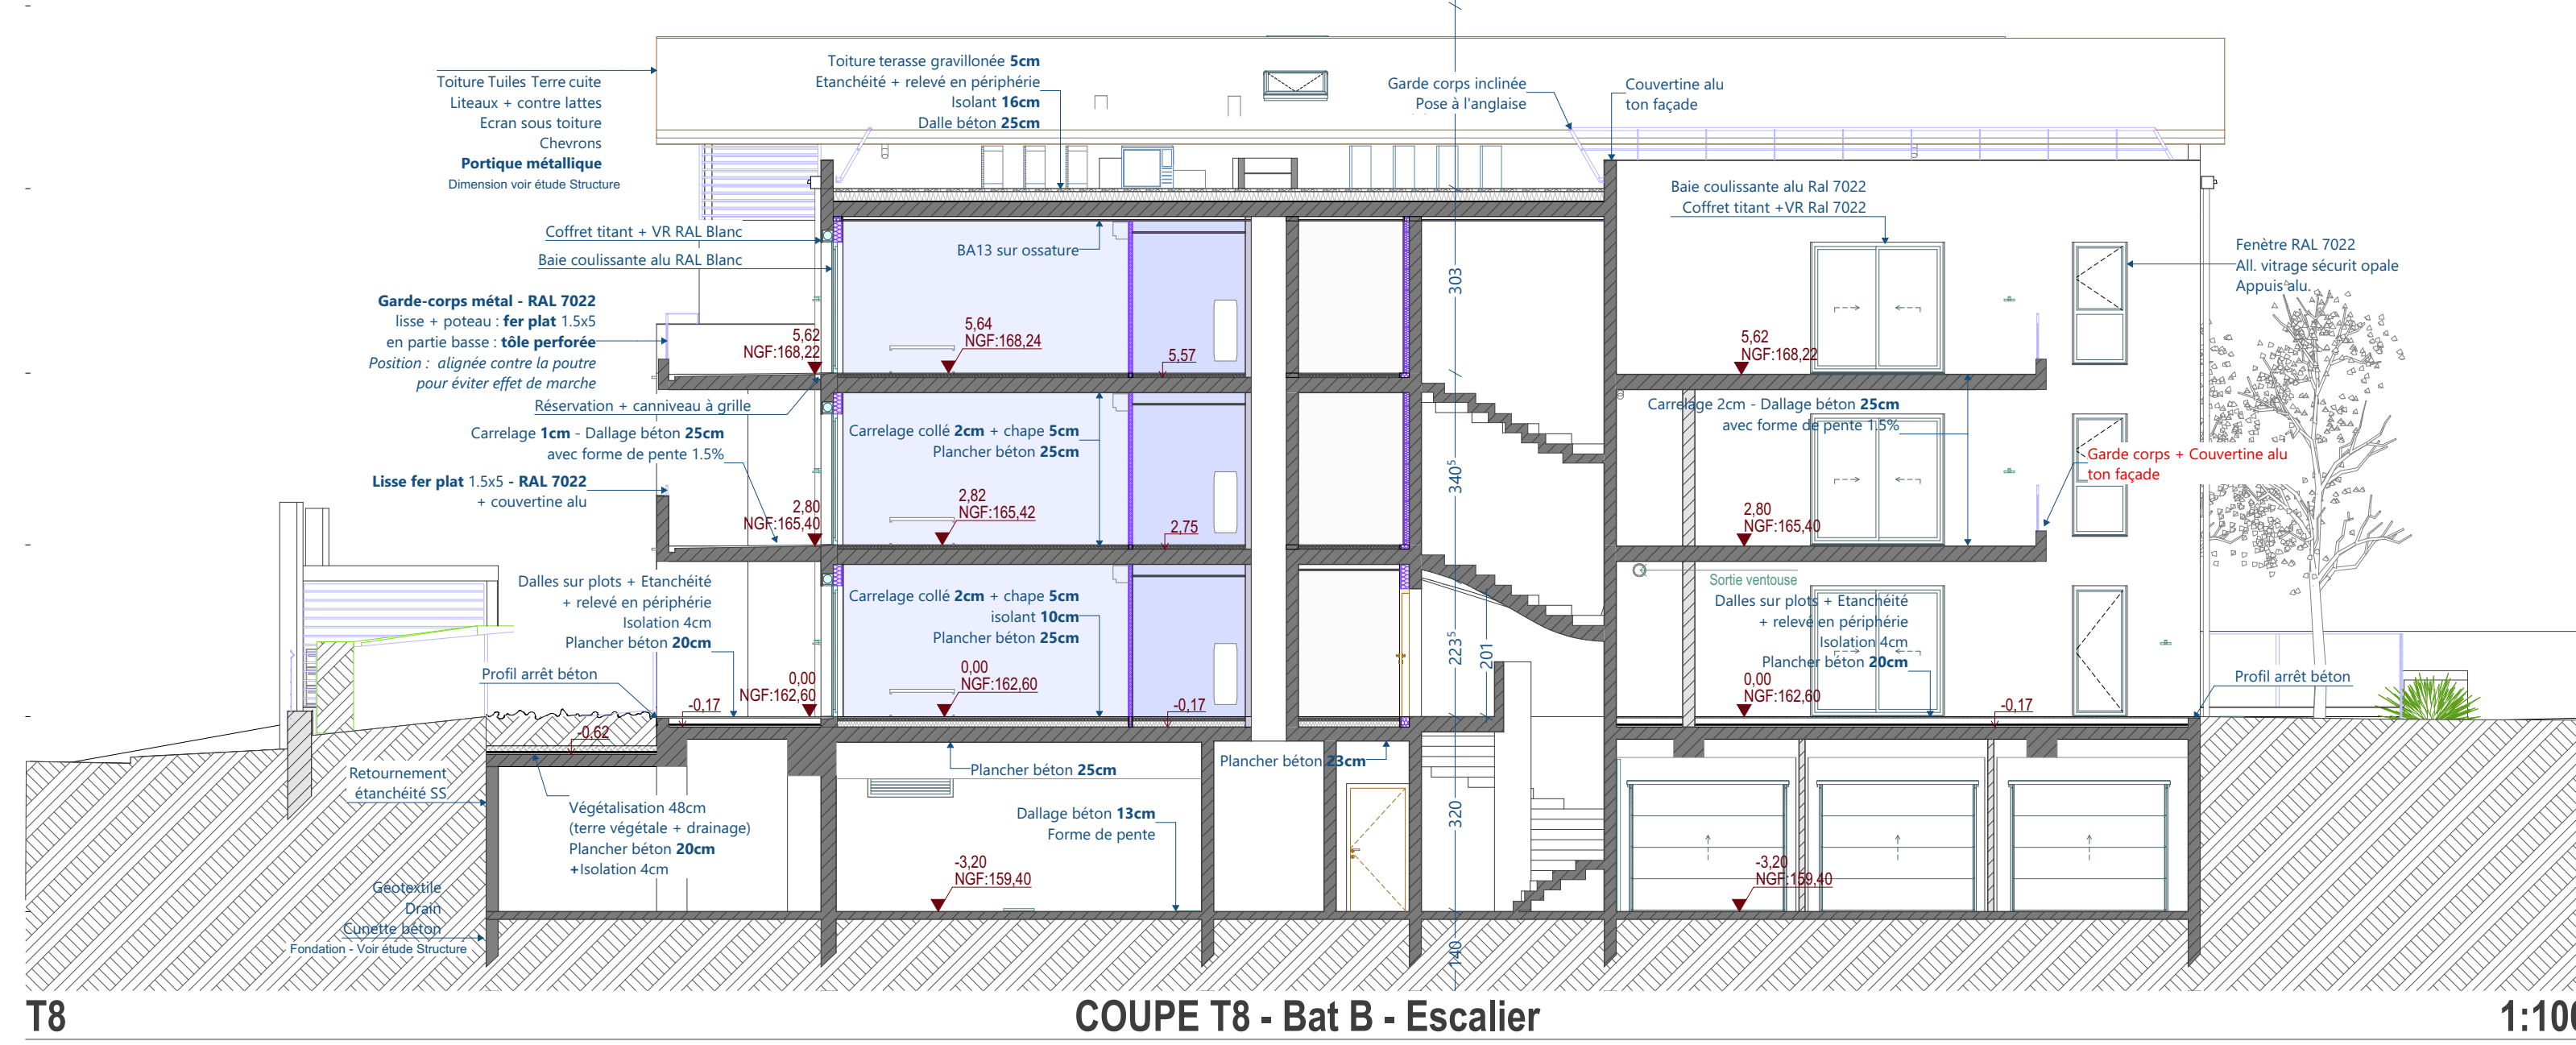 Toiture Tuiles Terre cuite
Liteaux + contre lattes
Ecran sous toiture
Chevrons
Portique métallique
Dimension voir étude Structure
Toiture terasse gravillonée 5cm
Etanchéité + relevé en périphérie
Isolant 16cm
Dalle béton 25cm
Garde corps inclinée
Pose à l'anglaise
Couvertine alu
ton façade
Baie coulissante alu Ral 7022
Coffret titant +VR Ral 7022
Fenètre RAL 7022
All. vitrage sécurit opale
Appuis alu.
Coffret titant + VR RAL Blanc
Baie coulissante alu RAL Blanc
BA13 sur ossature
303
Garde-corps métal - RAL 7022
lisse + poteau : fer plat 1.5x5
en partie basse : tôle perforée
Position : alignée contre la poutre
pour éviter effet de marche
5,62
NGF:168,22
5,64
NGF:168,24
5,57
5,62
NGF:168,22
Réservation + canniveau à grille
Carrelage 1cm - Dallage béton 25cm
avec forme de pente 1.5%
Carrelage collé 2cm + chape 5cm
Plancher béton 25cm
Carrelage 2cm - Dallage béton 25cm
avec forme de pente 1.5%
Garde corps + Couvertine alu
ton façade
340⁵
Lisse fer plat 1.5x5 - RAL 7022
+ couvertine alu
2,80
NGF:165,40
2,82
NGF:165,42
2,75
2,80
NGF:165,40
Sortie ventouse
Dalles sur plots + Etanchéité
+ relevé en périphérie
Isolation 4cm
Plancher béton 20cm
Carrelage collé 2cm + chape 5cm
isolant 10cm
Plancher béton 25cm
223⁵
201
Dalles sur plots + Etanchéité
+ relevé en périphérie
Isolation 4cm
Plancher béton 20cm
Profil arrêt béton
0,00
NGF:162,60
-0,17
0,00
NGF:162,60
-0,17
0,00
NGF:162,60
-0,17
Profil arrêt béton
-0,62
Retournement
étanchéité SS
Plancher béton 25cm
Plancher béton 23cm
Végétalisation 48cm
(terre végétale + drainage)
Plancher béton 20cm
+Isolation 4cm
Dallage béton 13cm
Forme de pente
320
-3,20
NGF:159,40
-3,20
NGF:159,40
Géotextile
Drain
Cunette béton
Fondation - Voir étude Structure
140
T8
COUPE T8 - Bat B - Escalier